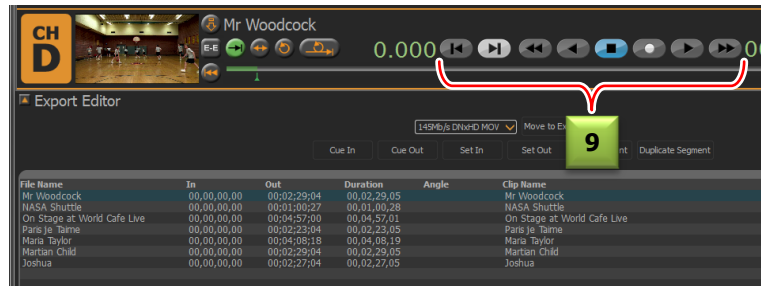 CH
D
Mr Woodcock
E-E
0.000
1
Export Editor
145Mb/s DNxHD MOV
Move to
9
Cue In
Cue Out
Set In
Set Out
Duplicate Segment
File Name In Out Duration Angle Clip Name
Mr Woodcock 00,00,00,00 00;02;29;04 00,02,29,05 Mr Woodcock
NASA Shuttle 00,00,00,00 00;01;00;27 00,01,00,28 NASA Shuttle
On Stage at World Cafe Live 00,00,00,00 00;04;57;00 00,04,57,01 On Stage at World Cafe Live
Paris je Taime 00,00,00,00 00;02;23;04 00,02,23,05 Paris je Taime
Maria Taylor 00,00,00,00 00;04;08;18 00,04,08,19 Maria Taylor
Martian Child 00,00,00,00 00;02;29;04 00,02,29,05 Martian Child
Joshua 00,00,00,00 00;02;27;04 00,02,27,05 Joshua